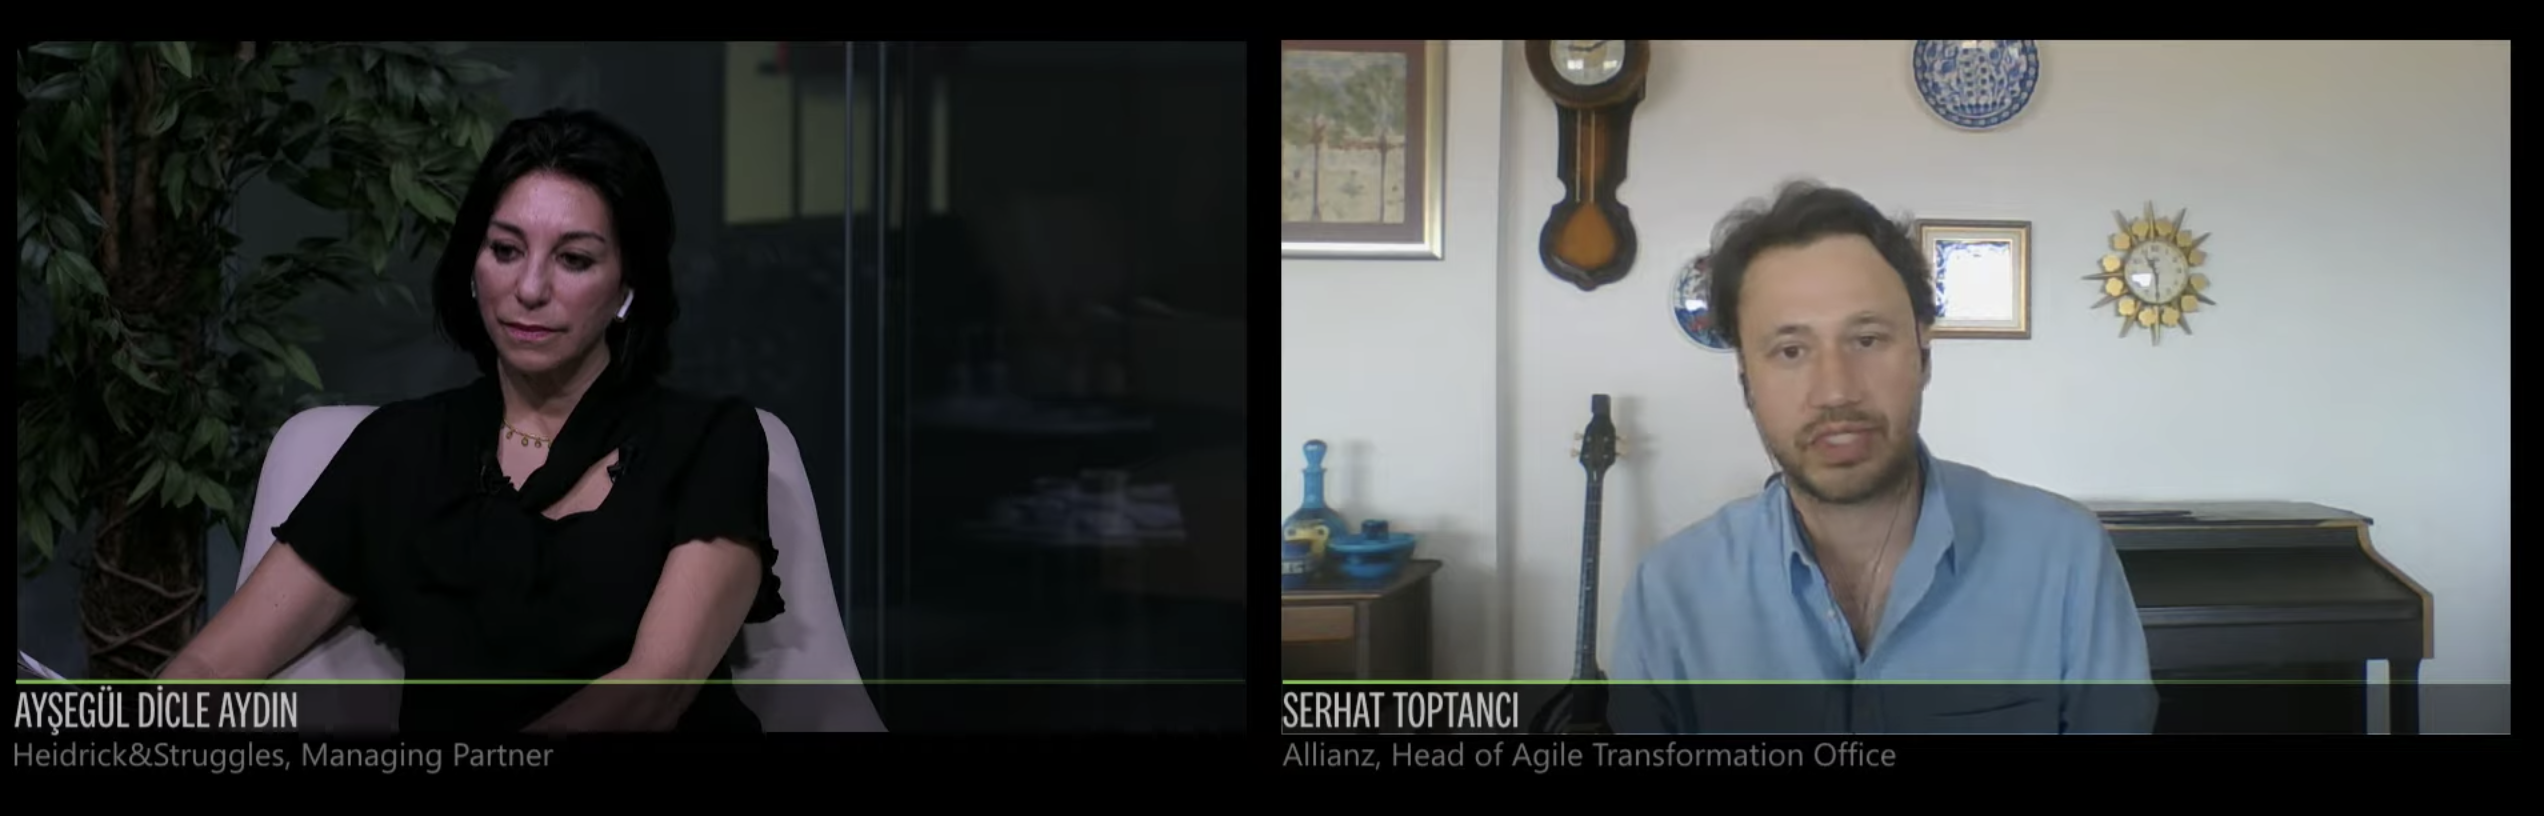 AYŞEGÜL DİCLE AYDIN
Heidrick&Struggles, Managing Partner
SERHAT TOPTANCI
Allianz, Head of Agile Transformation Office